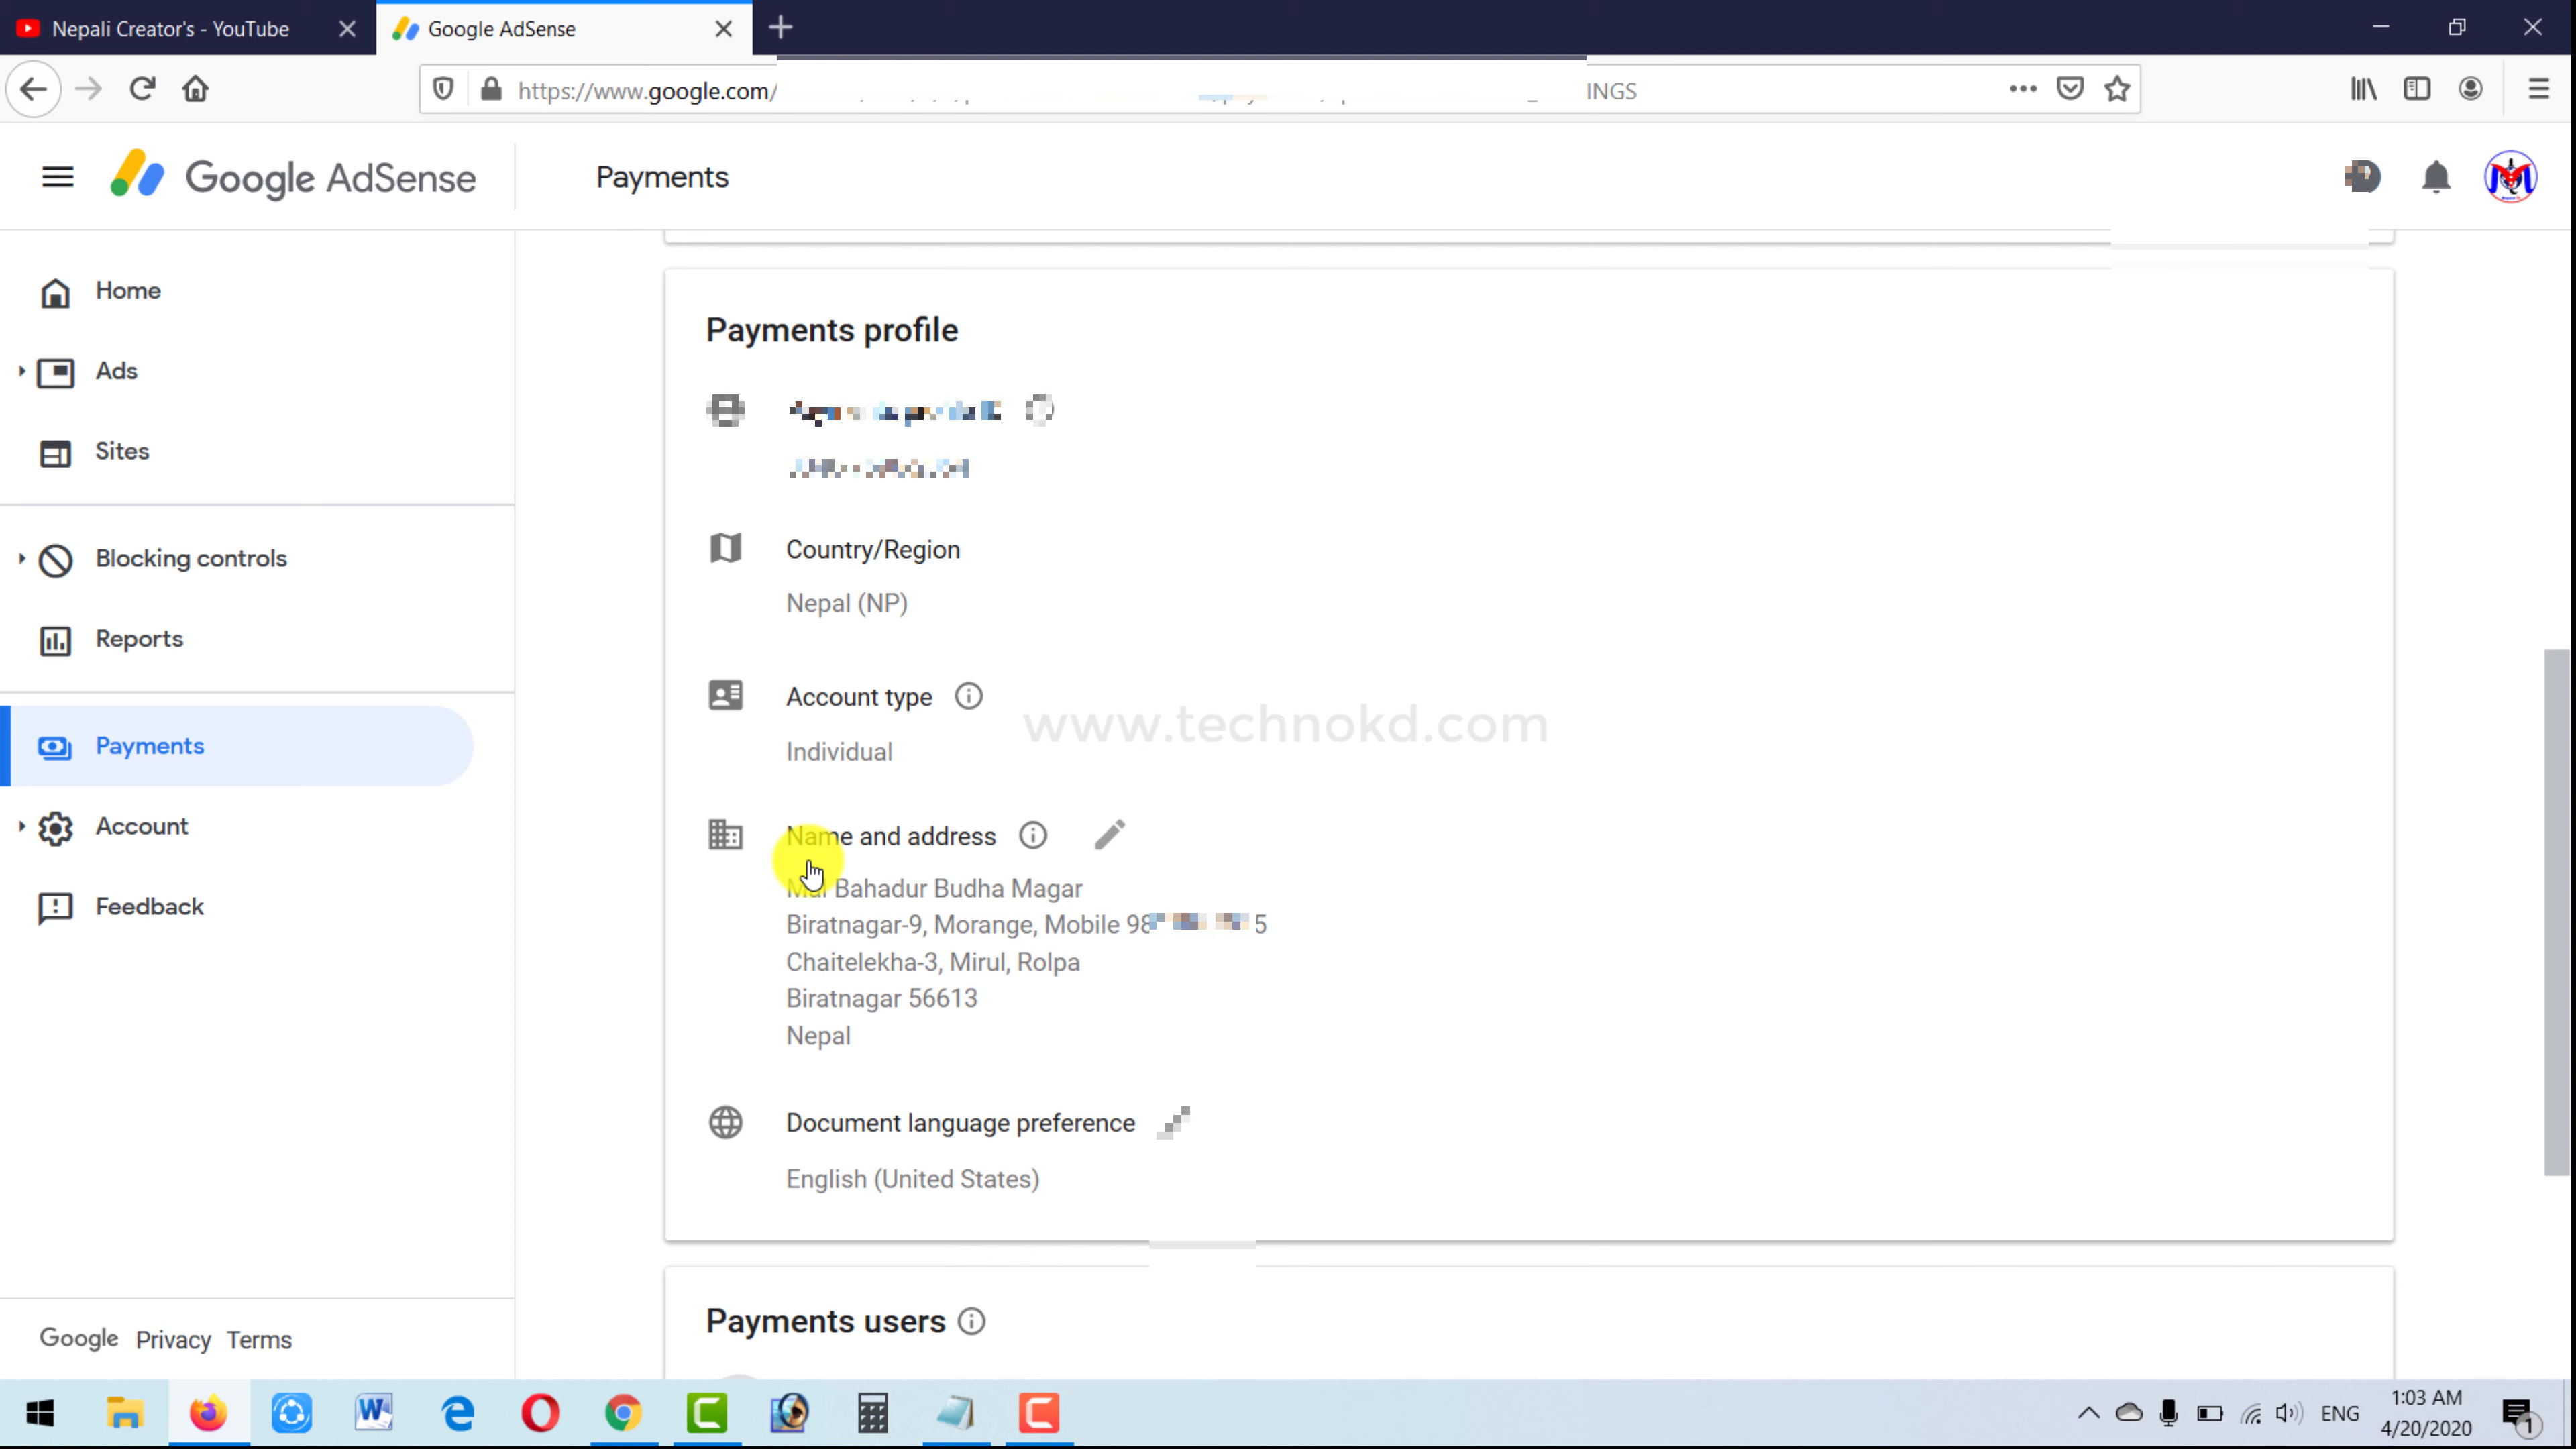 Nepali Creator's - YouTube
Google AdSense
https://www.google.com/
INGS
Google AdSense
Payments
Home
Ads
Sites
Blocking controls
Reports
Payments
Account
Feedback
Google Privacy Terms
Payments profile
Country/Region
Nepal (NP)
Account type
Individual
www.technokd.com
Name and address
Bahadur Budha Magar
Biratnagar-9, Morange, Mobile 98 5
Chaitelekha-3, Mirul, Rolpa
Biratnagar 56613
Nepal
Document language preference
English (United States)
Payments users
ENG
1:03 AM
4/20/2020
1